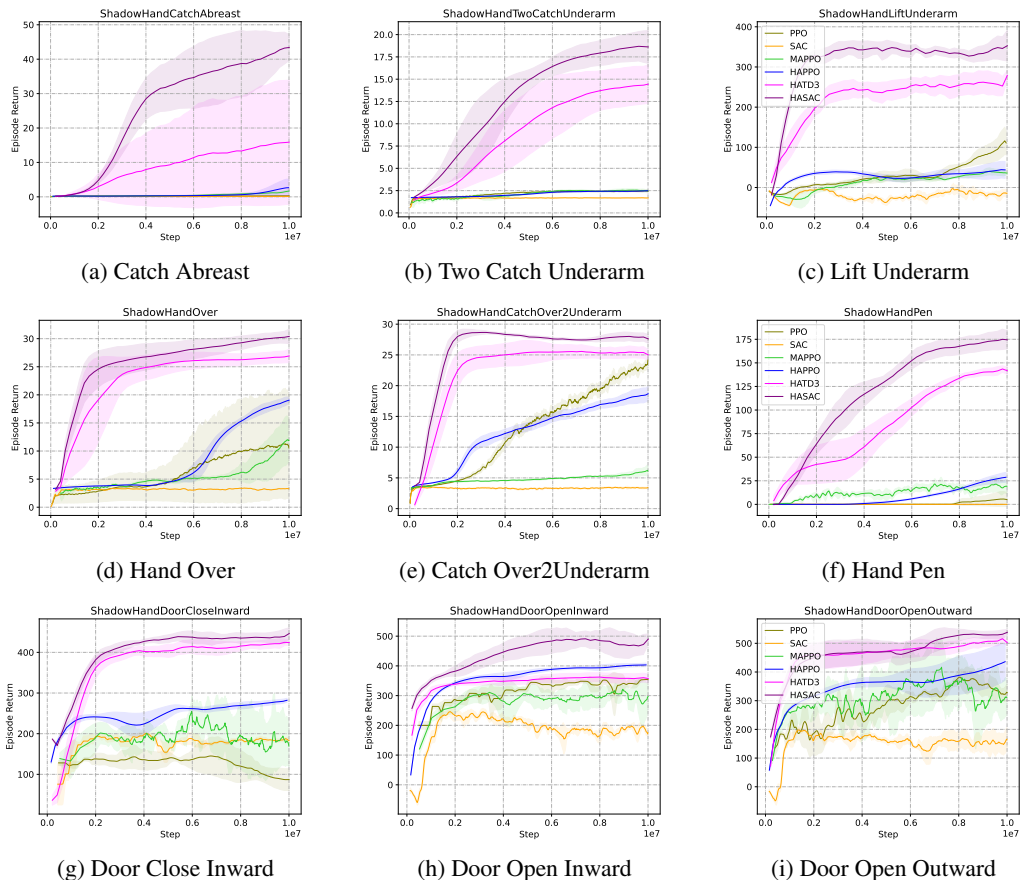 ShadowHandCatchAbreast
50
40
30
20
10
0
Episode Return
0.0 0.2 0.4 0.6 0.8 1.0
Step
1e7
(a) Catch Abreast
ShadowHandTwoCatchUnderarm
20.0
17.5
15.0
12.5
10.0
7.5
5.0
2.5
0.0
Episode Return
0.0 0.2 0.4 0.6 0.8 1.0
Step
1e7
(b) Two Catch Underarm
ShadowHandLiftUnderarm
PPO
SAC
MAPPO
HAPPO
HATD3
HASAC
400
300
200
100
0
Episode Return
0.0 0.2 0.4 0.6 0.8 1.0
Step
1e7
(c) Lift Underarm
ShadowHandOver
30
25
20
15
10
5
0
Episode Return
0.0 0.2 0.4 0.6 0.8 1.0
Step
1e7
(d) Hand Over
ShadowHandCatchOver2Underarm
30
25
20
15
10
5
0
Episode Return
0.0 0.2 0.4 0.6 0.8 1.0
Step
1e7
(e) Catch Over2Underarm
ShadowHandPen
PPO
SAC
MAPPO
HAPPO
HATD3
HASAC
175
150
125
100
75
50
25
0
Episode Return
0.0 0.2 0.4 0.6 0.8 1.0
Step
1e7
(f) Hand Pen
ShadowHandDoorCloseInward
400
300
200
100
Episode Return
0.0 0.2 0.4 0.6 0.8 1.0
Step
1e7
(g) Door Close Inward
ShadowHandDoorOpenInward
500
400
300
200
100
0
Episode Return
0.0 0.2 0.4 0.6 0.8 1.0
Step
1e7
(h) Door Open Inward
ShadowHandDoorOpenOutward
PPO
SAC
MAPPO
HAPPO
HATD3
HASAC
500
400
300
200
100
0
Episode Return
0.0 0.2 0.4 0.6 0.8 1.0
Step
1e7
(i) Door Open Outward